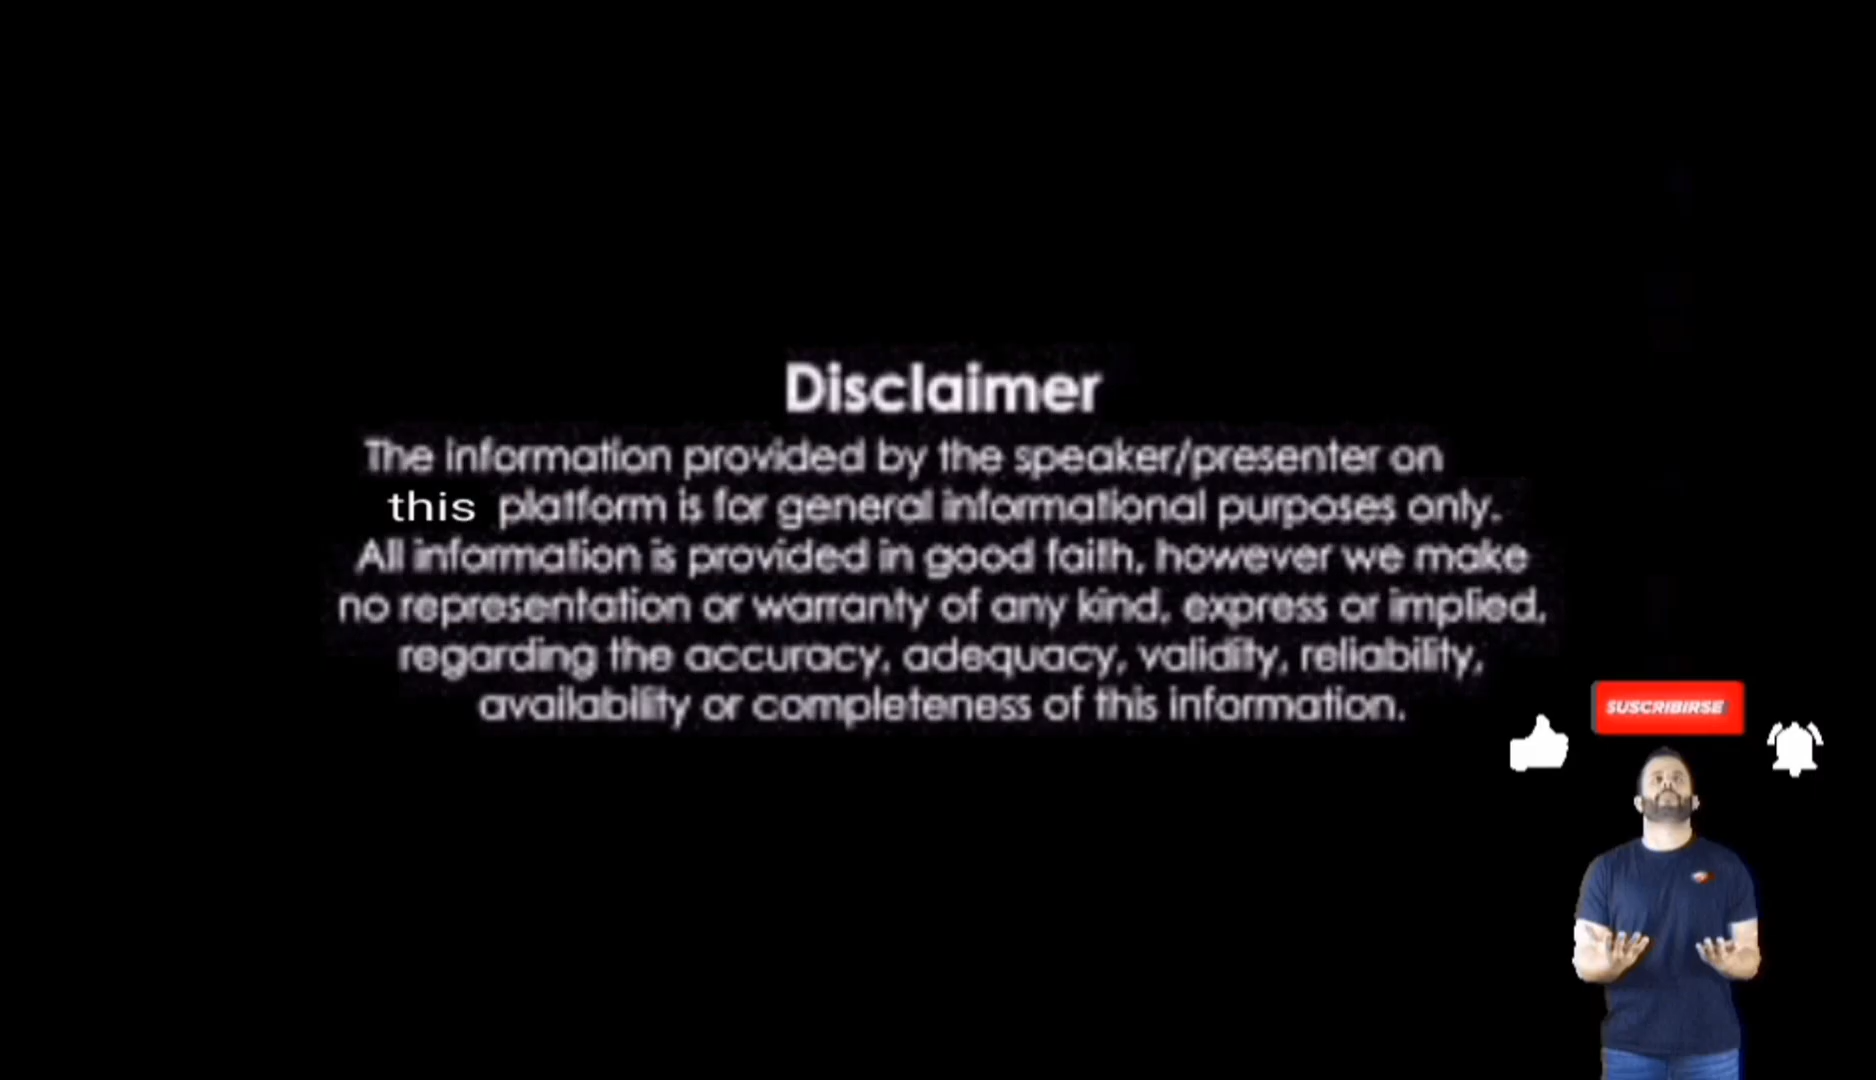 Disclaimer
The information provided by the speaker/presenter on
this platform is for general informational purposes only.
All information is provided in good faith, however we make
no representation or warranty of any kind, express or implied,
regarding the accuracy, adequacy, validity, reliability,
availability or completeness of this information.
SUSCRIBIRSE